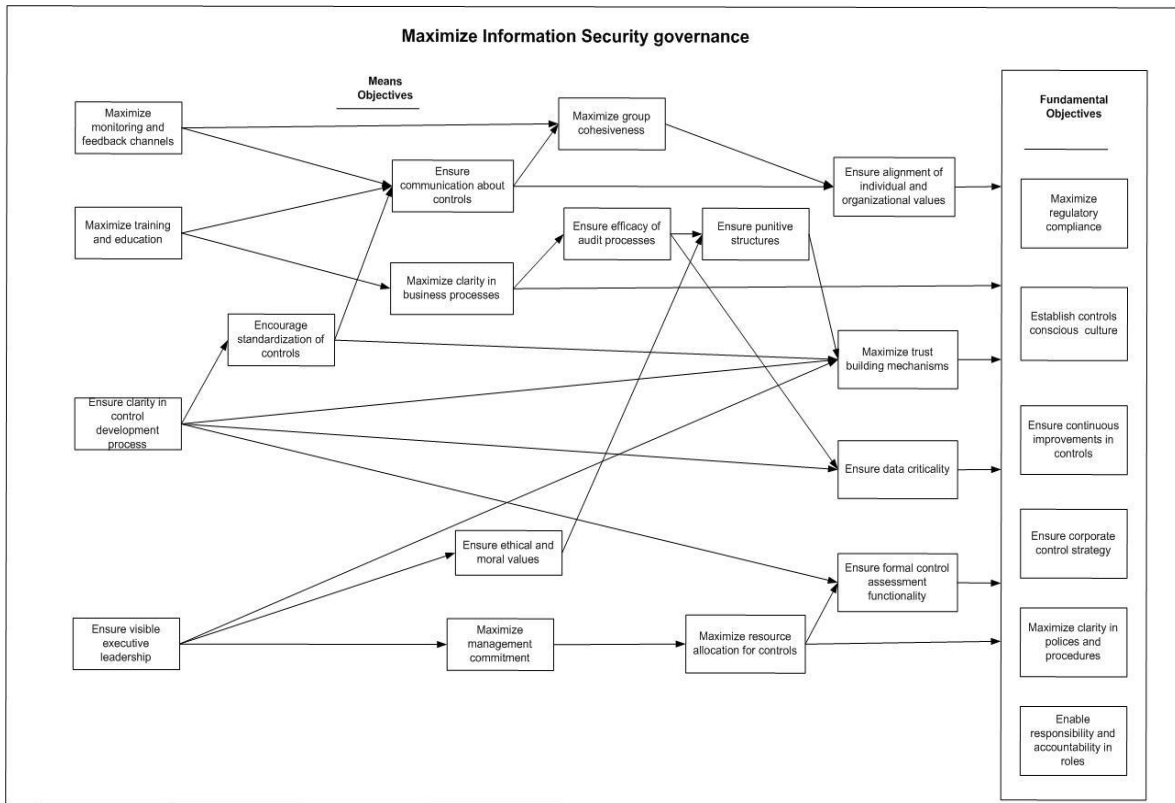 Maximize Information Security governance
Means
Objectives
Maximize
monitoring and
feedback channels
Maximize group
cohesiveness
Fundamental
Objectives
Ensure
communication about
controls
Ensure alignment of
individual and
organizational values
Maximize
regulatory
compliance
Maximize training
and education
Ensure efficacy of
audit processes
Ensure punitive
structures
Maximize clarity in
business processes
Establish controls
conscious culture
Encourage
standardization of
controls
Maximize trust
building mechanisms
Ensure clarity in
control
development
process
Ensure continuous
improvements in
controls
Ensure data criticality
Ensure ethical and
moral values
Ensure corporate
control strategy
Ensure formal control
assessment
functionality
Ensure visible
executive
leadership
Maximize
management
commitment
Maximize resource
allocation for controls
Maximize clarity in
polices and
procedures
Enable
responsibility and
accountability in
roles